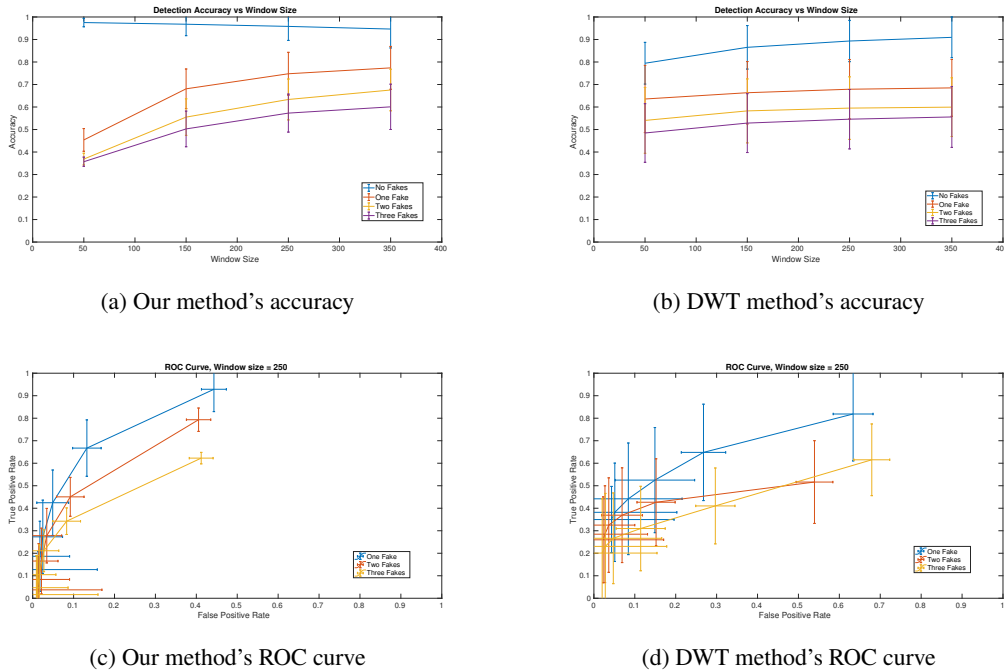 Detection Accuracy vs Window Size
1
0.9
0.8
0.7
0.6
0.5
0.4
0.3
0.2
0.1
0
Accuracy
No Fakes
One Fake
Two Fakes
Three Fakes
0 50 100 150 200 250 300 350 400
Window Size
(a) Our method's accuracy
Detection Accuracy vs Window Size
1
0.9
0.8
0.7
0.6
0.5
0.4
0.3
0.2
0.1
0
Accuracy
No Fakes
One Fake
Two Fakes
Three Fakes
0 50 100 150 200 250 300 350 400
Window Size
(b) DWT method's accuracy
ROC Curve, Window size = 250
1
0.9
0.8
0.7
0.6
0.5
0.4
0.3
0.2
0.1
0
True Positive Rate
One Fake
Two Fakes
Three Fakes
0 0.1 0.2 0.3 0.4 0.5 0.6 0.7 0.8 0.9 1
False Positive Rate
(c) Our method's ROC curve
ROC Curve, Window size = 250
1
0.9
0.8
0.7
0.6
0.5
0.4
0.3
0.2
0.1
0
True Positive Rate
One Fake
Two Fakes
Three Fakes
0 0.1 0.2 0.3 0.4 0.5 0.6 0.7 0.8 0.9 1
False Positive Rate
(d) DWT method's ROC curve